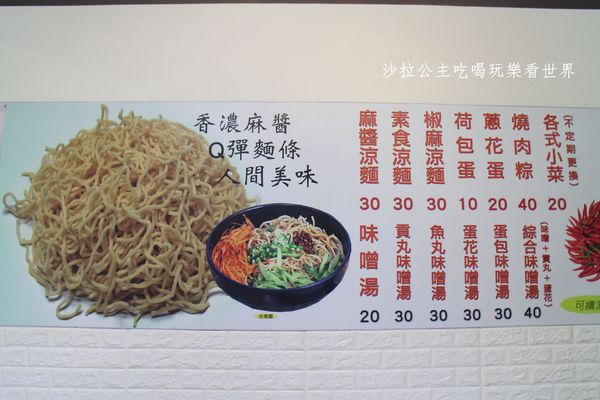 沙拉公主吃喝玩樂看世界
香濃麻醬
Q彈麵條
人間美味
麻醬涼麵 30
素食涼麵 30
椒麻涼麵 30
荷包蛋 10
蔥花蛋 20
燒肉粽 40
各式小菜(不定期更換) 20
味噌湯 20
貢丸味噌湯 30
魚丸味噌湯 30
蛋花味噌湯 30
蛋包味噌湯 30
綜合味噌湯(味噌+貢丸+蛋花) 40
可續